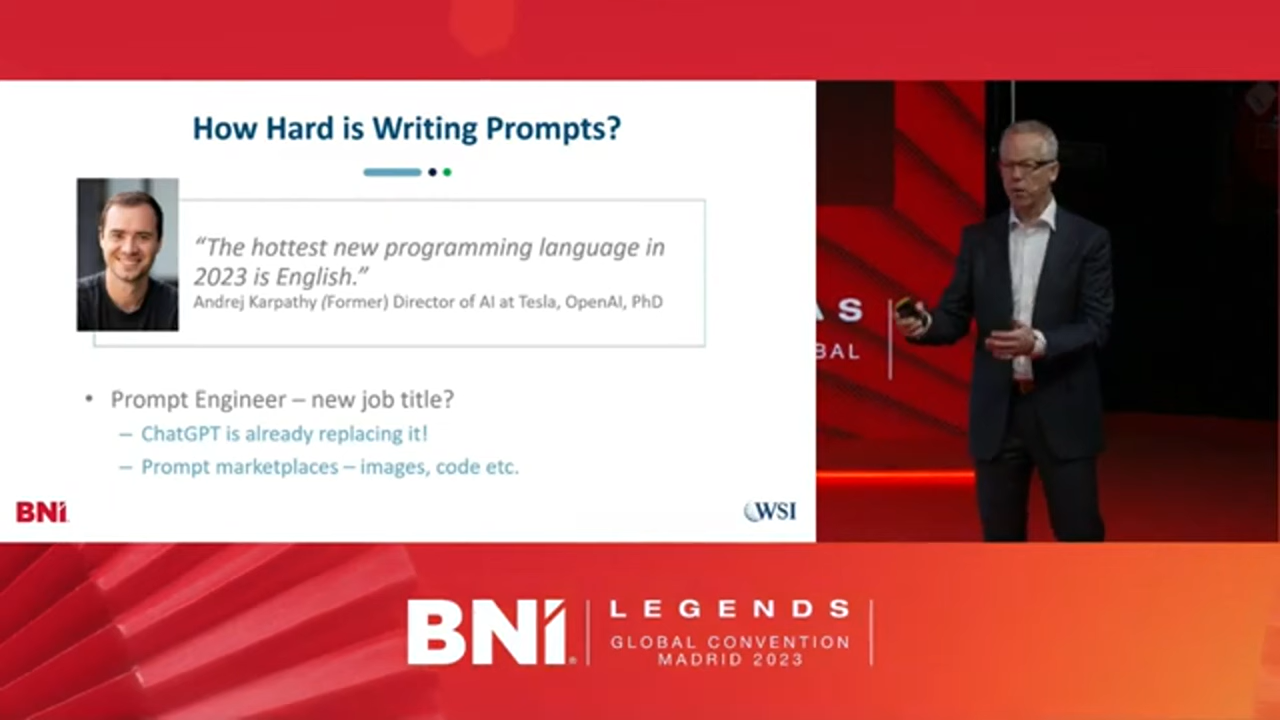 How Hard is Writing Prompts?
“The hottest new programming language in
2023 is English.”
Andrej Karpathy (Former) Director of AI at Tesla, OpenAI, PhD
• Prompt Engineer – new job title?
– ChatGPT is already replacing it!
– Prompt marketplaces – images, code etc.
BNI
WSI
AS
BAL
BNI®
LEGENDS
GLOBAL CONVENTION
MADRID 2023